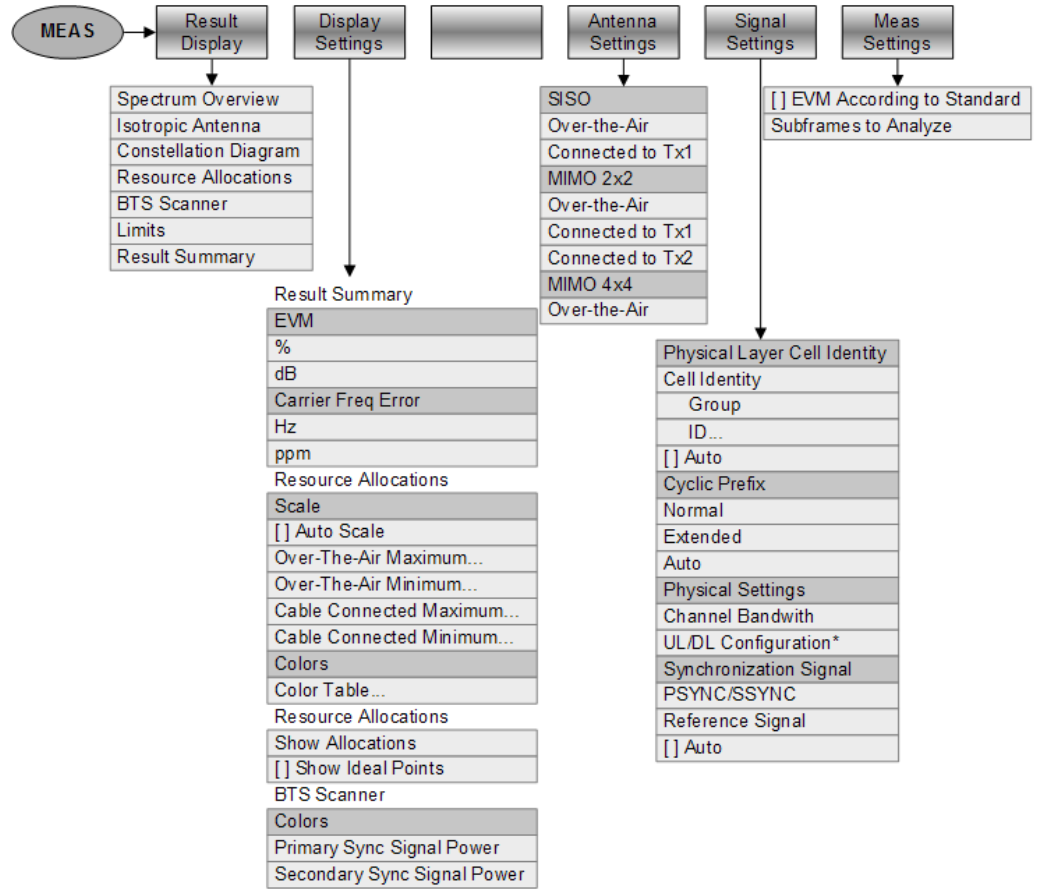 MEAS
Result
Display
Display
Settings
Antenna
Settings
Signal
Settings
Meas
Settings
Spectrum Overview
Isotropic Antenna
Constellation Diagram
Resource Allocations
BTS Scanner
Limits
Result Summary
Result Summary
EVM
%
dB
Carrier Freq Error
Hz
ppm
Resource Allocations
Scale
[ ] Auto Scale
Over-The-Air Maximum...
Over-The-Air Minimum...
Cable Connected Maximum...
Cable Connected Minimum...
Colors
Color Table...
Resource Allocations
Show Allocations
[ ] Show Ideal Points
BTS Scanner
Colors
Primary Sync Signal Power
Secondary Sync Signal Power
SISO
Over-the-Air
Connected to Tx1
MIMO 2x2
Over-the-Air
Connected to Tx1
Connected to Tx2
MIMO 4x4
Over-the-Air
Physical Layer Cell Identity
Cell Identity
Group
ID...
[ ] Auto
Cyclic Prefix
Normal
Extended
Auto
Physical Settings
Channel Bandwith
UL/DL Configuration*
Synchronization Signal
PSYNC/SSYNC
Reference Signal
[ ] Auto
[ ] EVM According to Standard
Subframes to Analyze